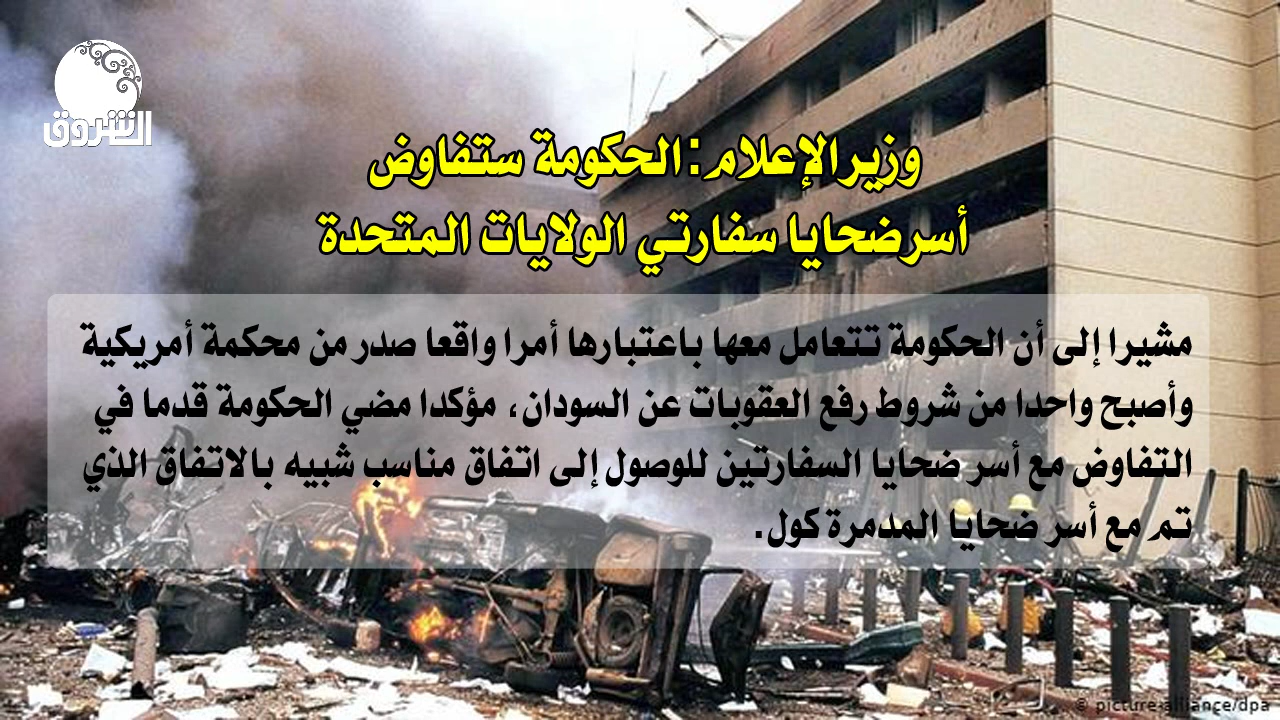 الشروق
وزير الإعلام: الحكومة ستفاوض
أسر ضحايا سفارتي الولايات المتحدة
مشيرا إلى أن الحكومة تتعامل معها باعتبارها أمرا واقعا صدر من محكمة أمريكية
وأصبح واحدا من شروط رفع العقوبات عن السودان، مؤكدا مضي الحكومة قدما في
التفاوض مع أسر ضحايا السفارتين للوصول إلى اتفاق مناسب شبيه بالاتفاق الذي
تم مع أسر ضحايا المدمرة كول.
© picture-alliance/dpa